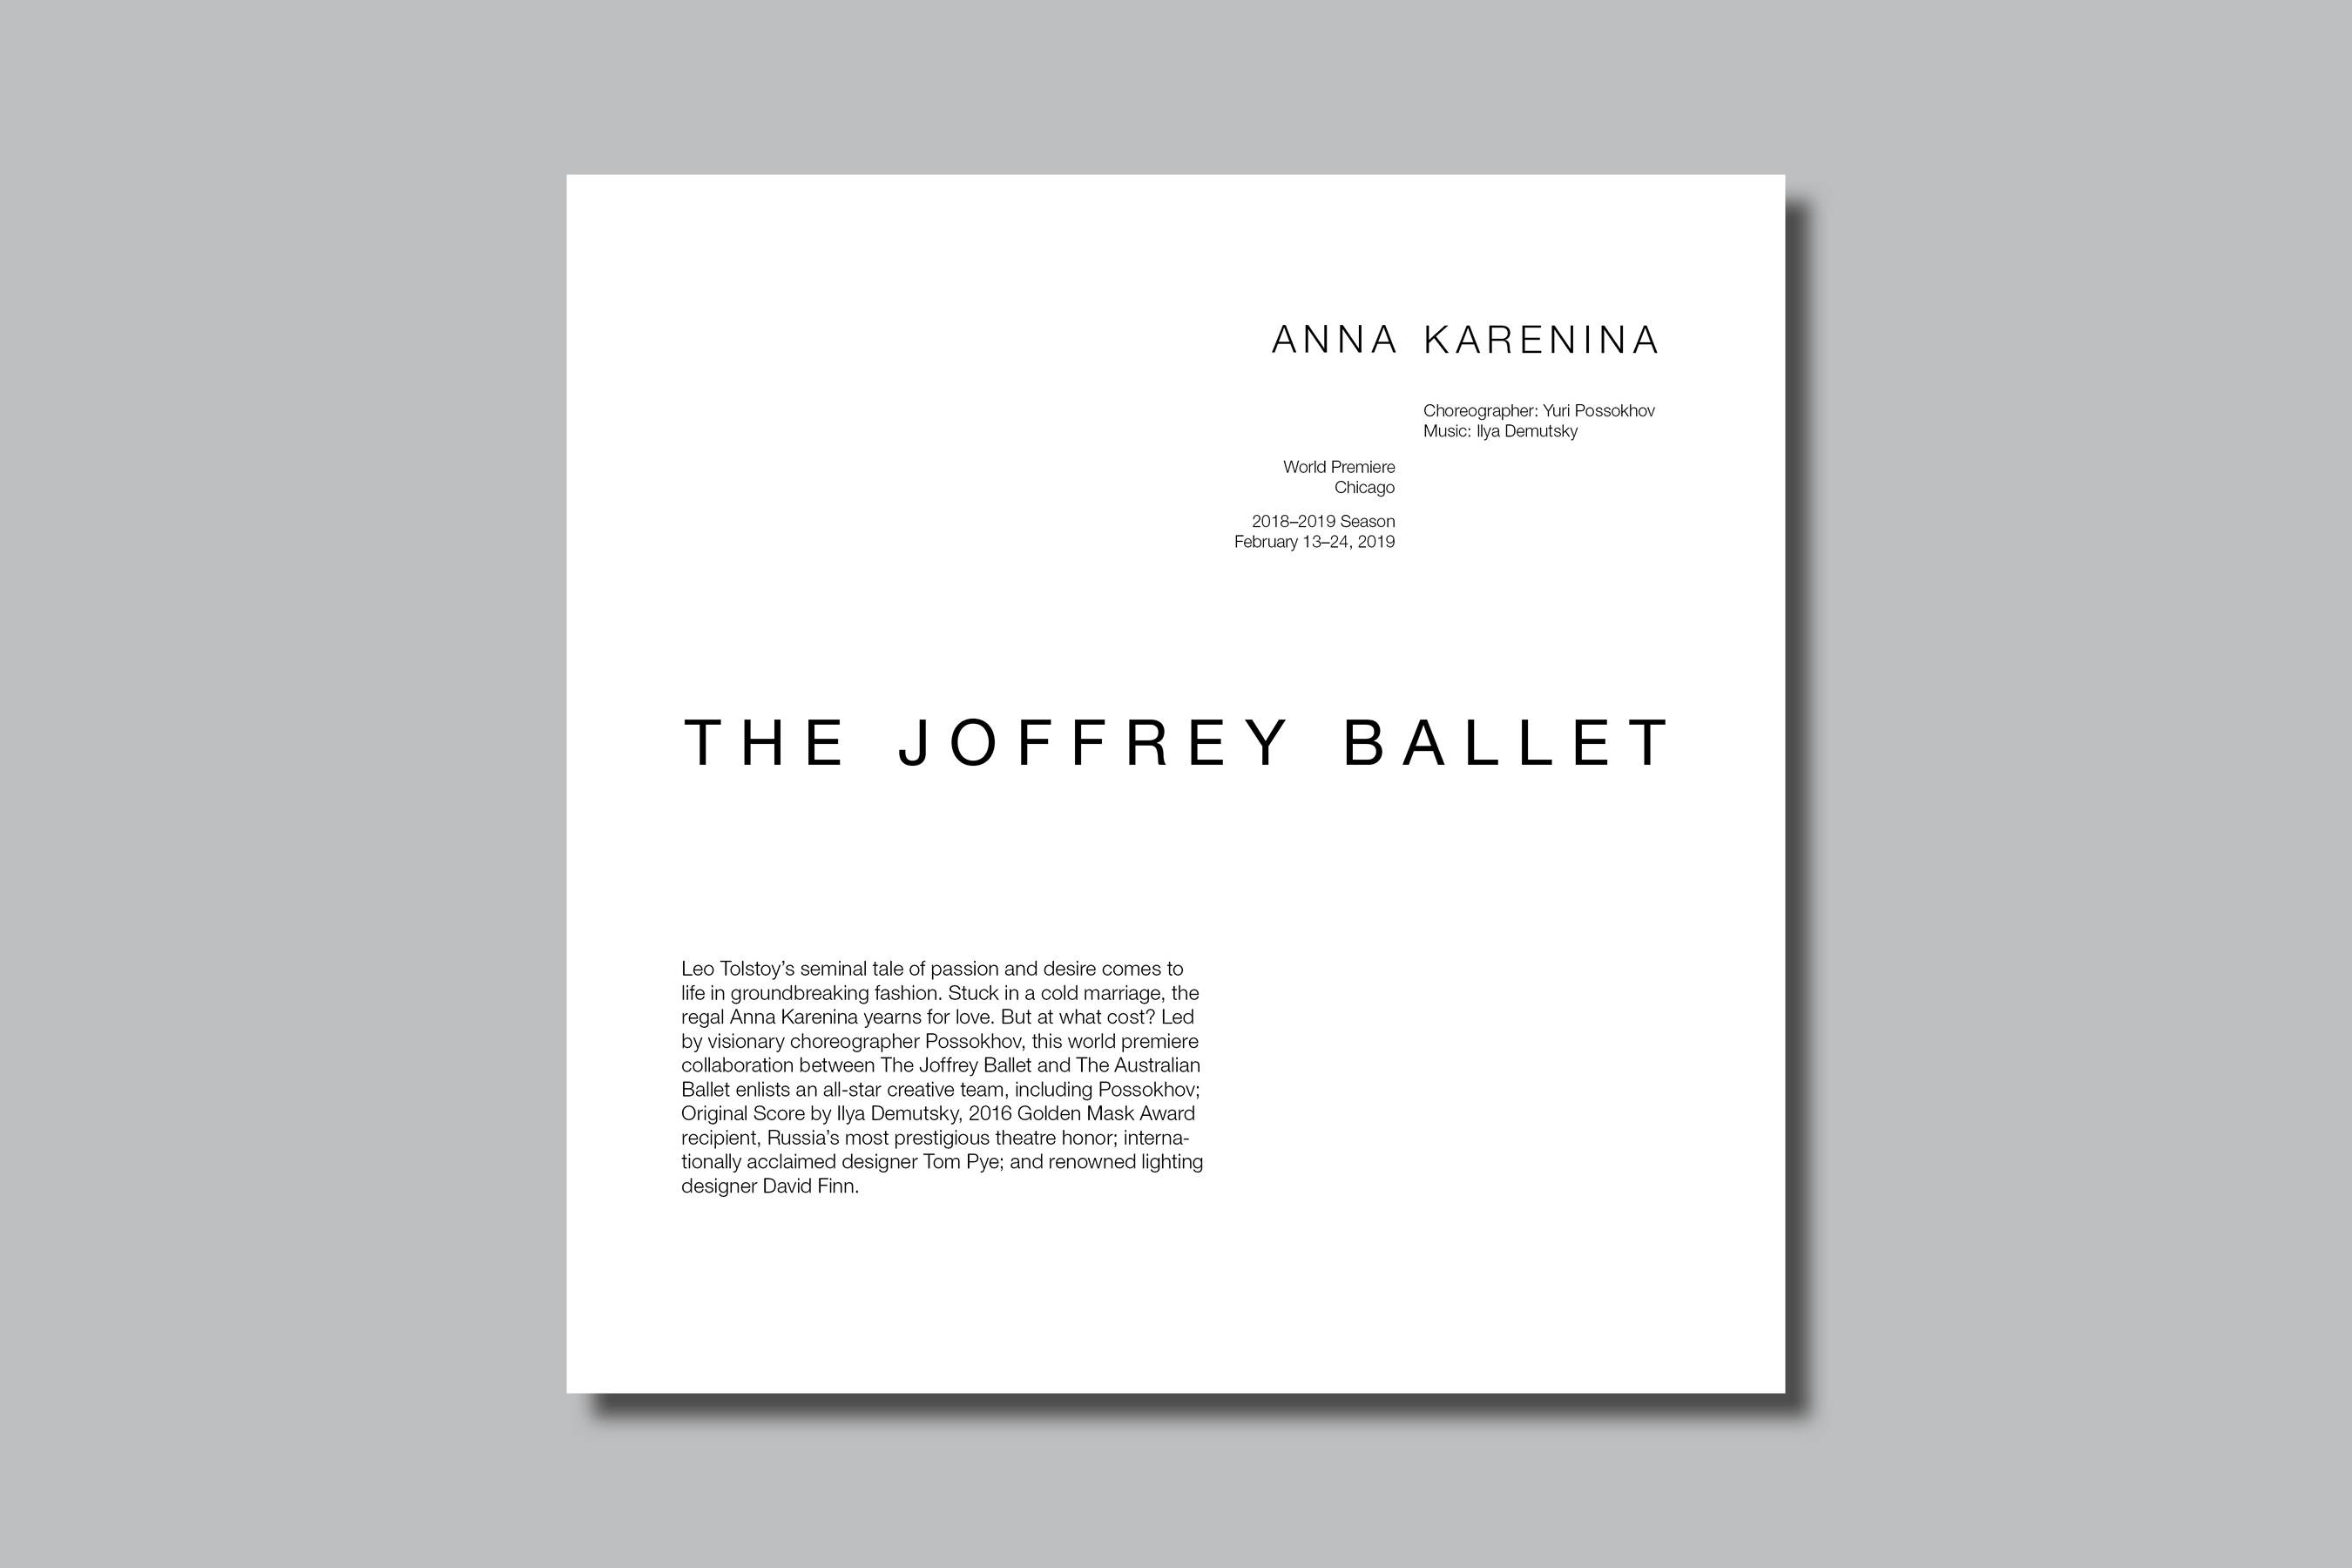 ANNA KARENINA
Choreographer: Yuri Possokhov
Music: Ilya Demutsky
World Premiere
Chicago
2018–2019 Season
February 13–24, 2019
THE JOFFREY BALLET
Leo Tolstoy’s seminal tale of passion and desire comes to
life in groundbreaking fashion. Stuck in a cold marriage, the
regal Anna Karenina yearns for love. But at what cost? Led
by visionary choreographer Possokhov, this world premiere
collaboration between The Joffrey Ballet and The Australian
Ballet enlists an all-star creative team, including Possokhov;
Original Score by Ilya Demutsky, 2016 Golden Mask Award
recipient, Russia’s most prestigious theatre honor; interna-
tionally acclaimed designer Tom Pye; and renowned lighting
designer David Finn.